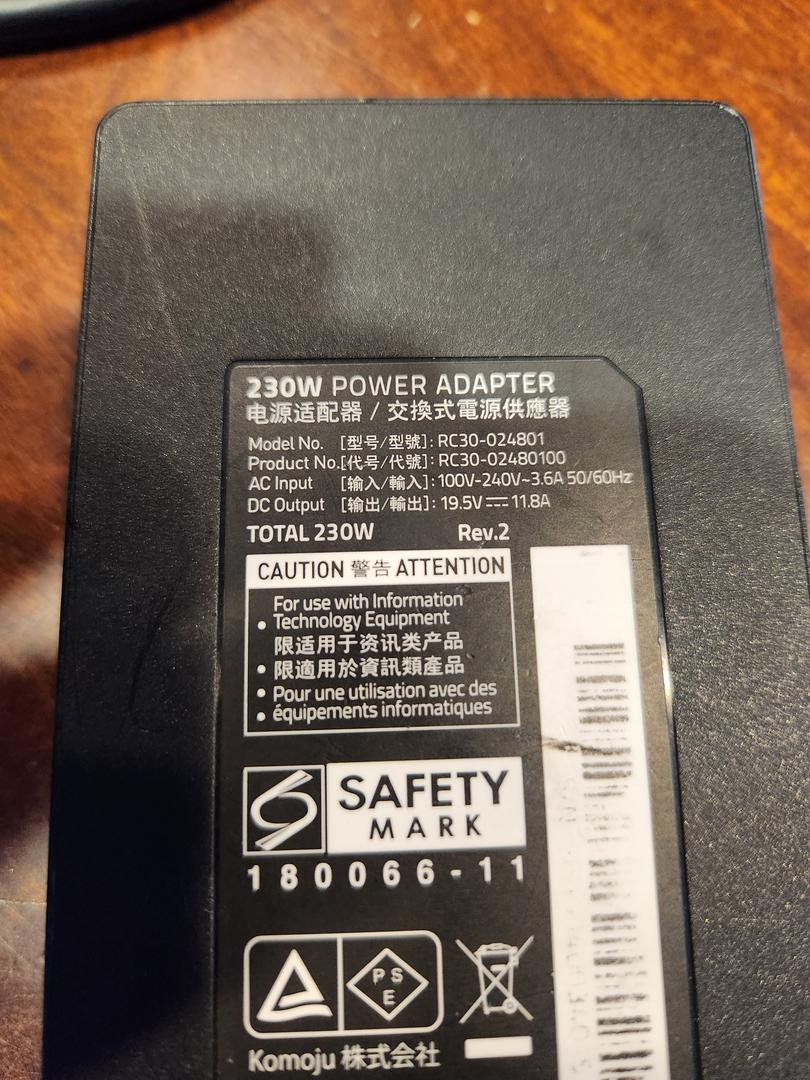 230W POWER ADAPTER
电源适配器 / 交換式電源供應器
Model No. [型号/型號]: RC30-024801
Product No.[代号/代號]: RC30-02480100
AC Input [输入/輸入]: 100V-240V~3.6A 50/60Hz
DC Output [输出/輸出]: 19.5V⎓11.8A
TOTAL 230W Rev.2
CAUTION 警告 ATTENTION
For use with Information
• Technology Equipment
限适用于资讯类产品
• 限適用於資訊類產品
• Pour une utilisation avec des
• équipements informatiques
SAFETY
MARK
180066-11
PS
E
Komoju 株式会社